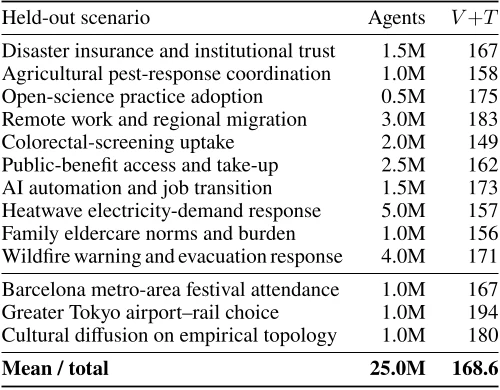 Held-out scenario Agents V+T
Disaster insurance and institutional trust 1.5M 167
Agricultural pest-response coordination 1.0M 158
Open-science practice adoption 0.5M 175
Remote work and regional migration 3.0M 183
Colorectal-screening uptake 2.0M 149
Public-benefit access and take-up 2.5M 162
AI automation and job transition 1.5M 173
Heatwave electricity-demand response 5.0M 157
Family eldercare norms and burden 1.0M 156
Wildfire warning and evacuation response 4.0M 171
Barcelona metro-area festival attendance 1.0M 167
Greater Tokyo airport–rail choice 1.0M 194
Cultural diffusion on empirical topology 1.0M 180
Mean / total 25.0M 168.6